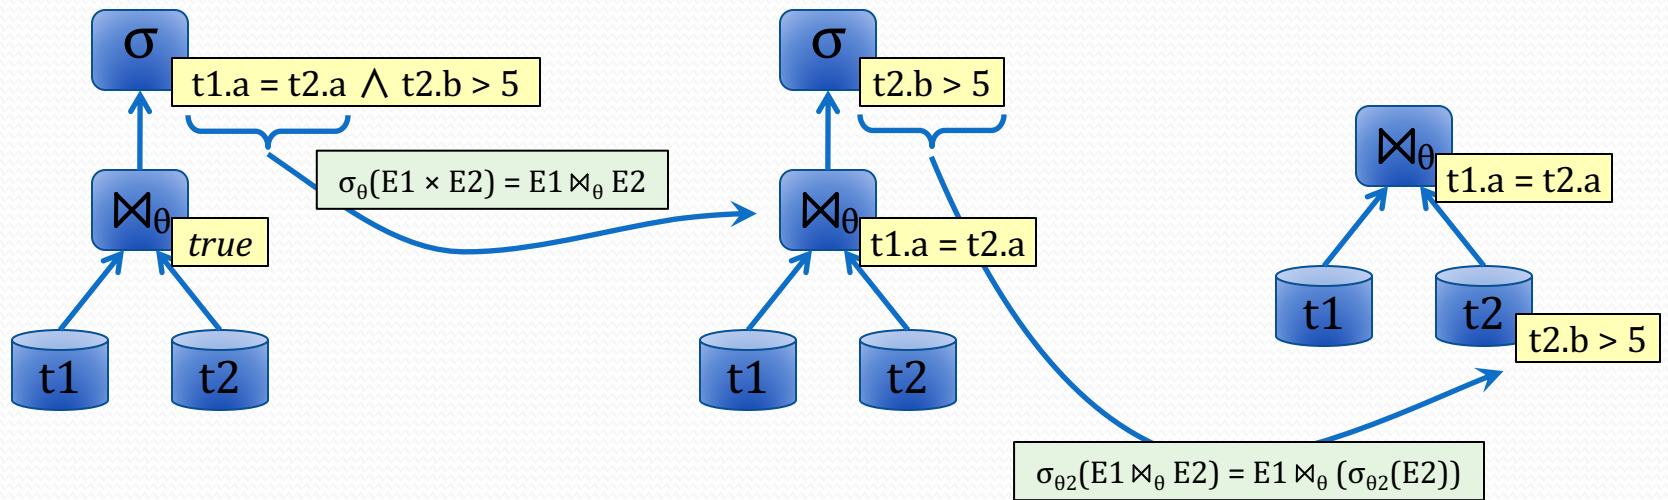 σ
t1.a = t2.a ∧ t2.b > 5
σθ(E1 × E2) = E1 ⋈θ E2
⋈θ
true
t1
t2
σ
t2.b > 5
⋈θ
t1.a = t2.a
t1
t2
⋈θ
t1.a = t2.a
t1
t2
t2.b > 5
σθ2(E1 ⋈θ E2) = E1 ⋈θ (σθ2(E2))